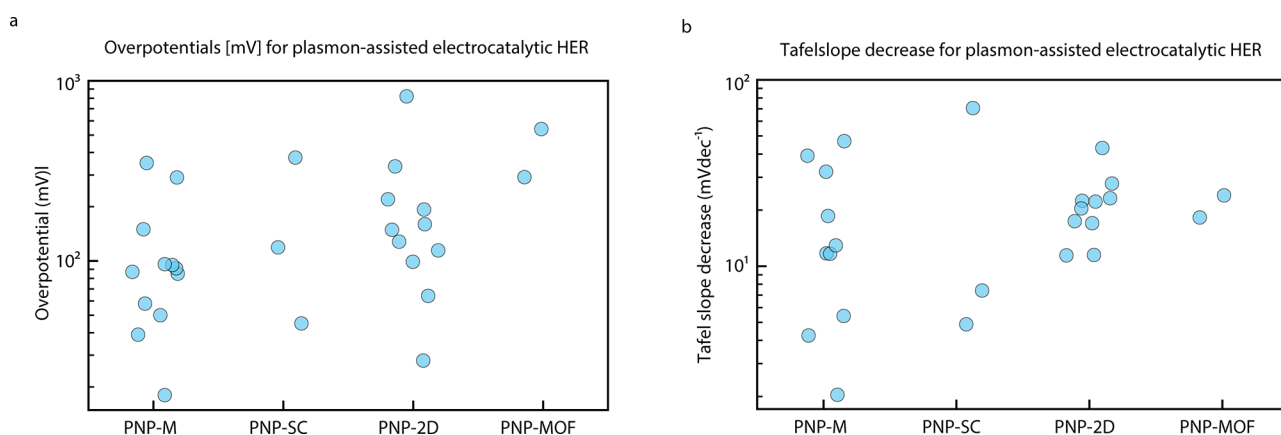 a
Overpotentials [mV] for plasmon-assisted electrocatalytic HER
10³
10²
Overpotential (mV)|
PNP-M PNP-SC PNP-2D PNP-MOF
b
Tafelslope decrease for plasmon-assisted electrocatalytic HER
10²
10¹
Tafel slope decrease (mVdec⁻¹)
PNP-M PNP-SC PNP-2D PNP-MOF